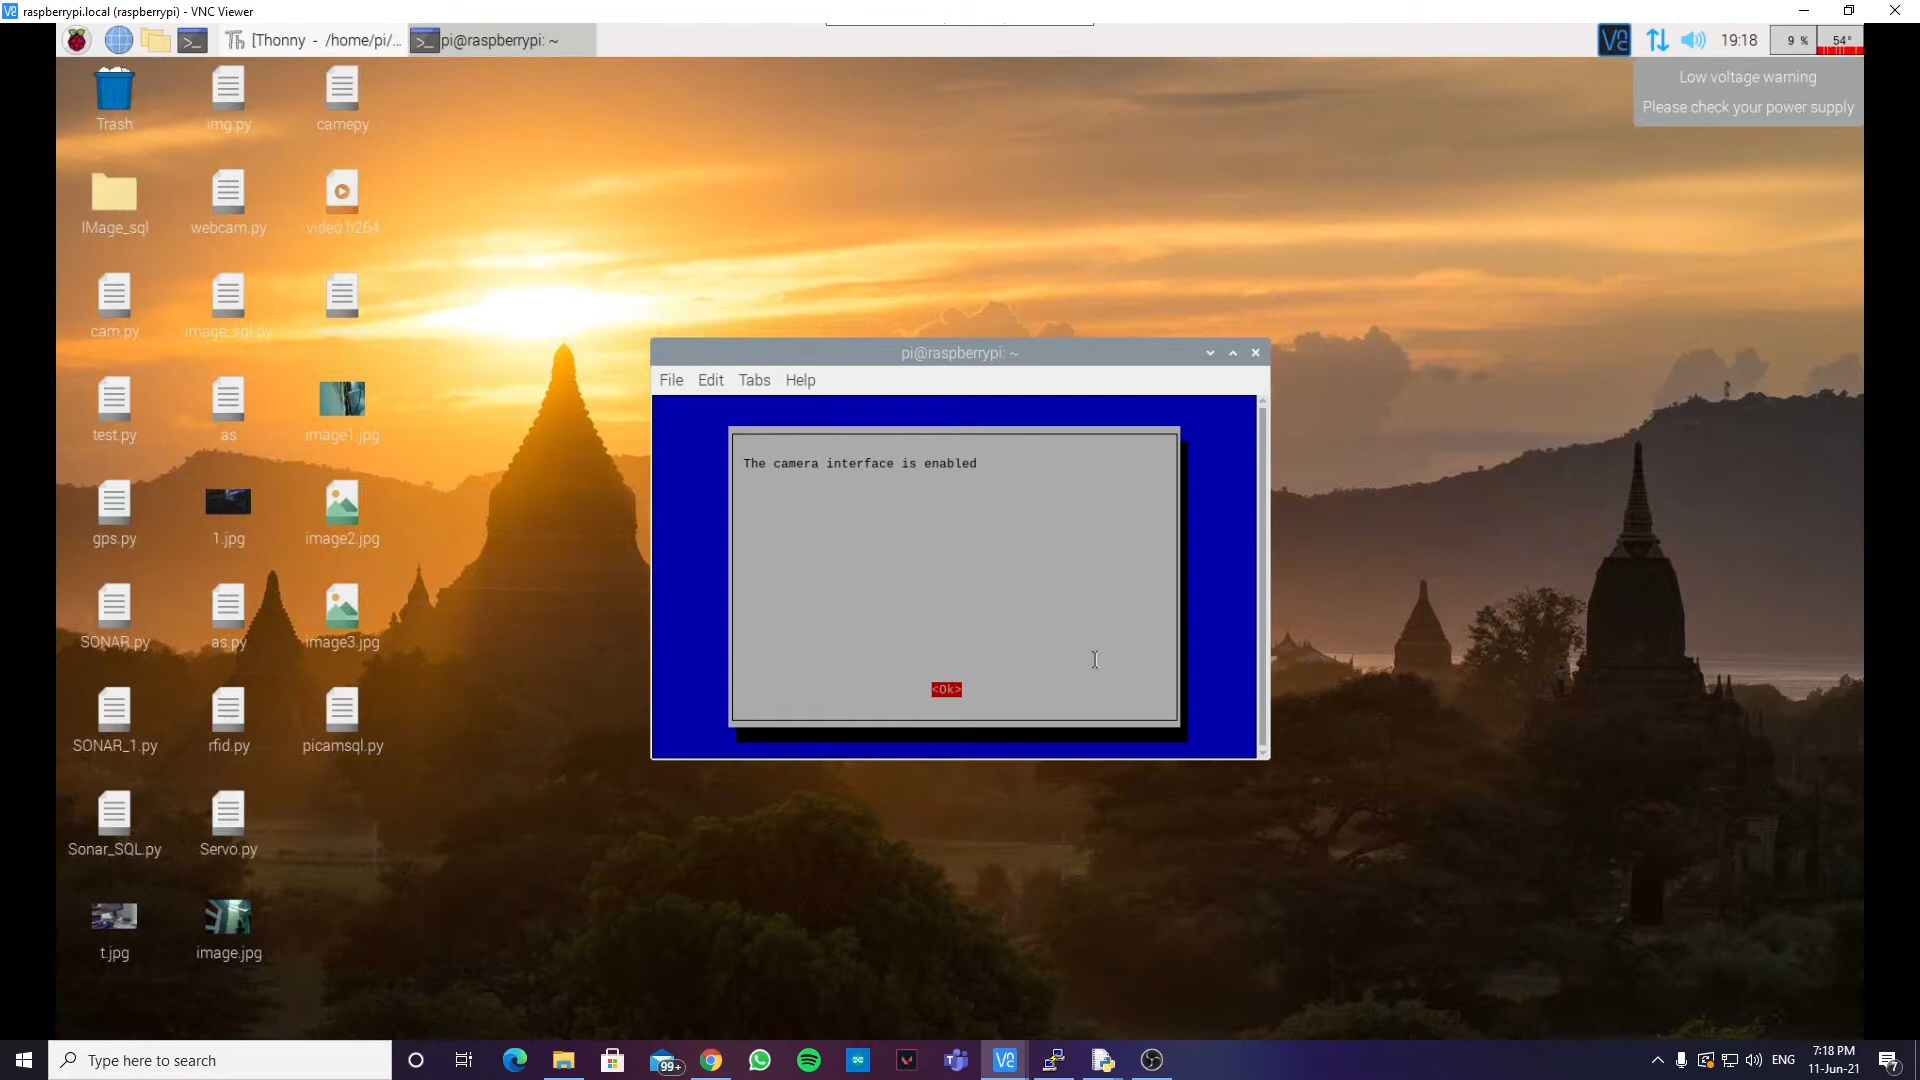 raspberrypi.local (raspberrypi) - VNC Viewer
[Thonny - /home/pi/...
pi@raspberrypi: ~
19:18
9 %
54°
Low voltage warning
Please check your power supply
Trash
img.py
camepy
IMage_sql
webcam.py
video.h264
cam.py
image_sql.py
test.py
as
image1.jpg
gps.py
1.jpg
image2.jpg
SONAR.py
as.py
image3.jpg
SONAR_1.py
rfid.py
picamsql.py
Sonar_SQL.py
Servo.py
t.jpg
image.jpg
pi@raspberrypi: ~
File Edit Tabs Help
The camera interface is enabled
<Ok>
Type here to search
99+
ENG
7:18 PM
11-Jun-21
7